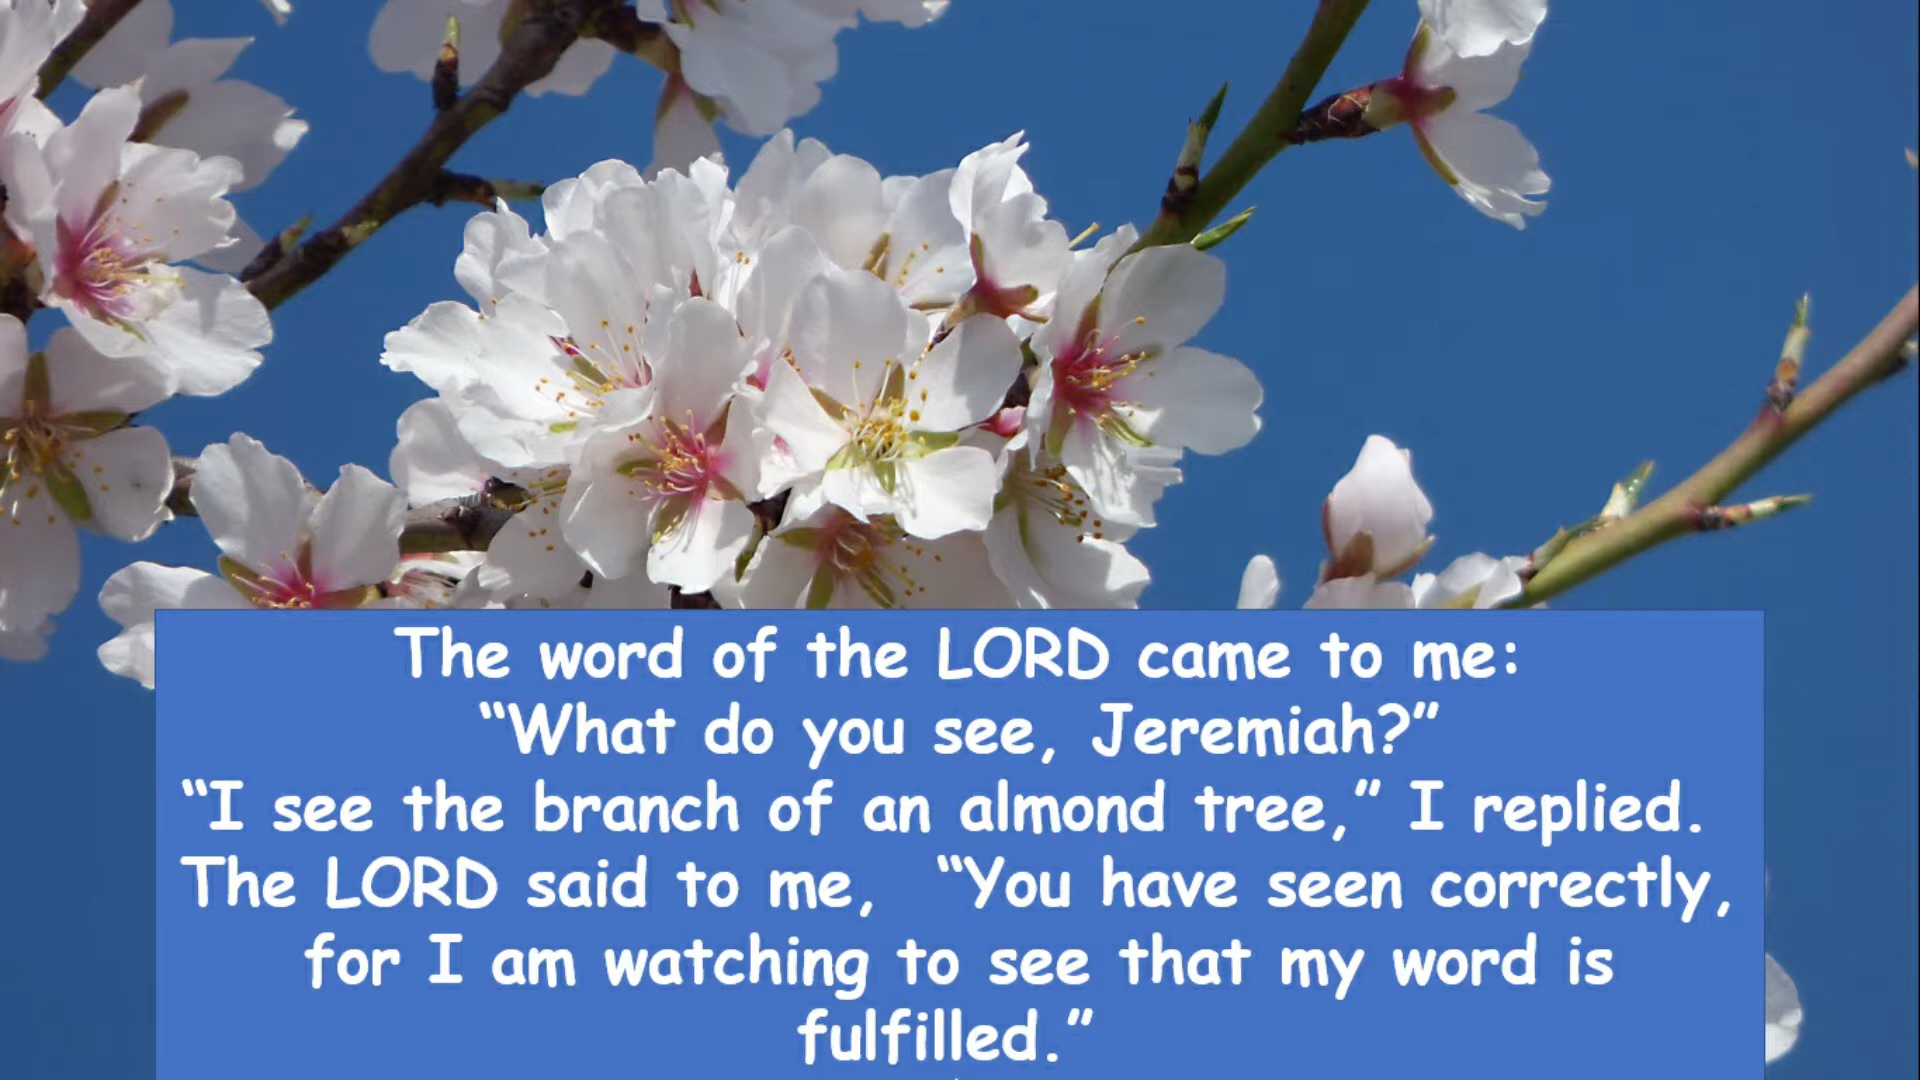 The word of the LORD came to me:
“What do you see, Jeremiah?”
“I see the branch of an almond tree,” I replied.
The LORD said to me, “You have seen correctly,
for I am watching to see that my word is
fulfilled.”